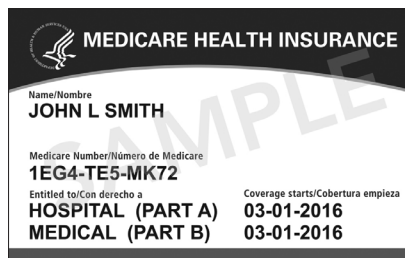 MEDICARE HEALTH INSURANCE
Name/Nombre
JOHN L SMITH
Medicare Number/Número de Medicare
1EG4-TE5-MK72
Entitled to/Con derecho a Coverage starts/Cobertura empieza
HOSPITAL (PART A) 03-01-2016
MEDICAL (PART B) 03-01-2016
SAMPLE